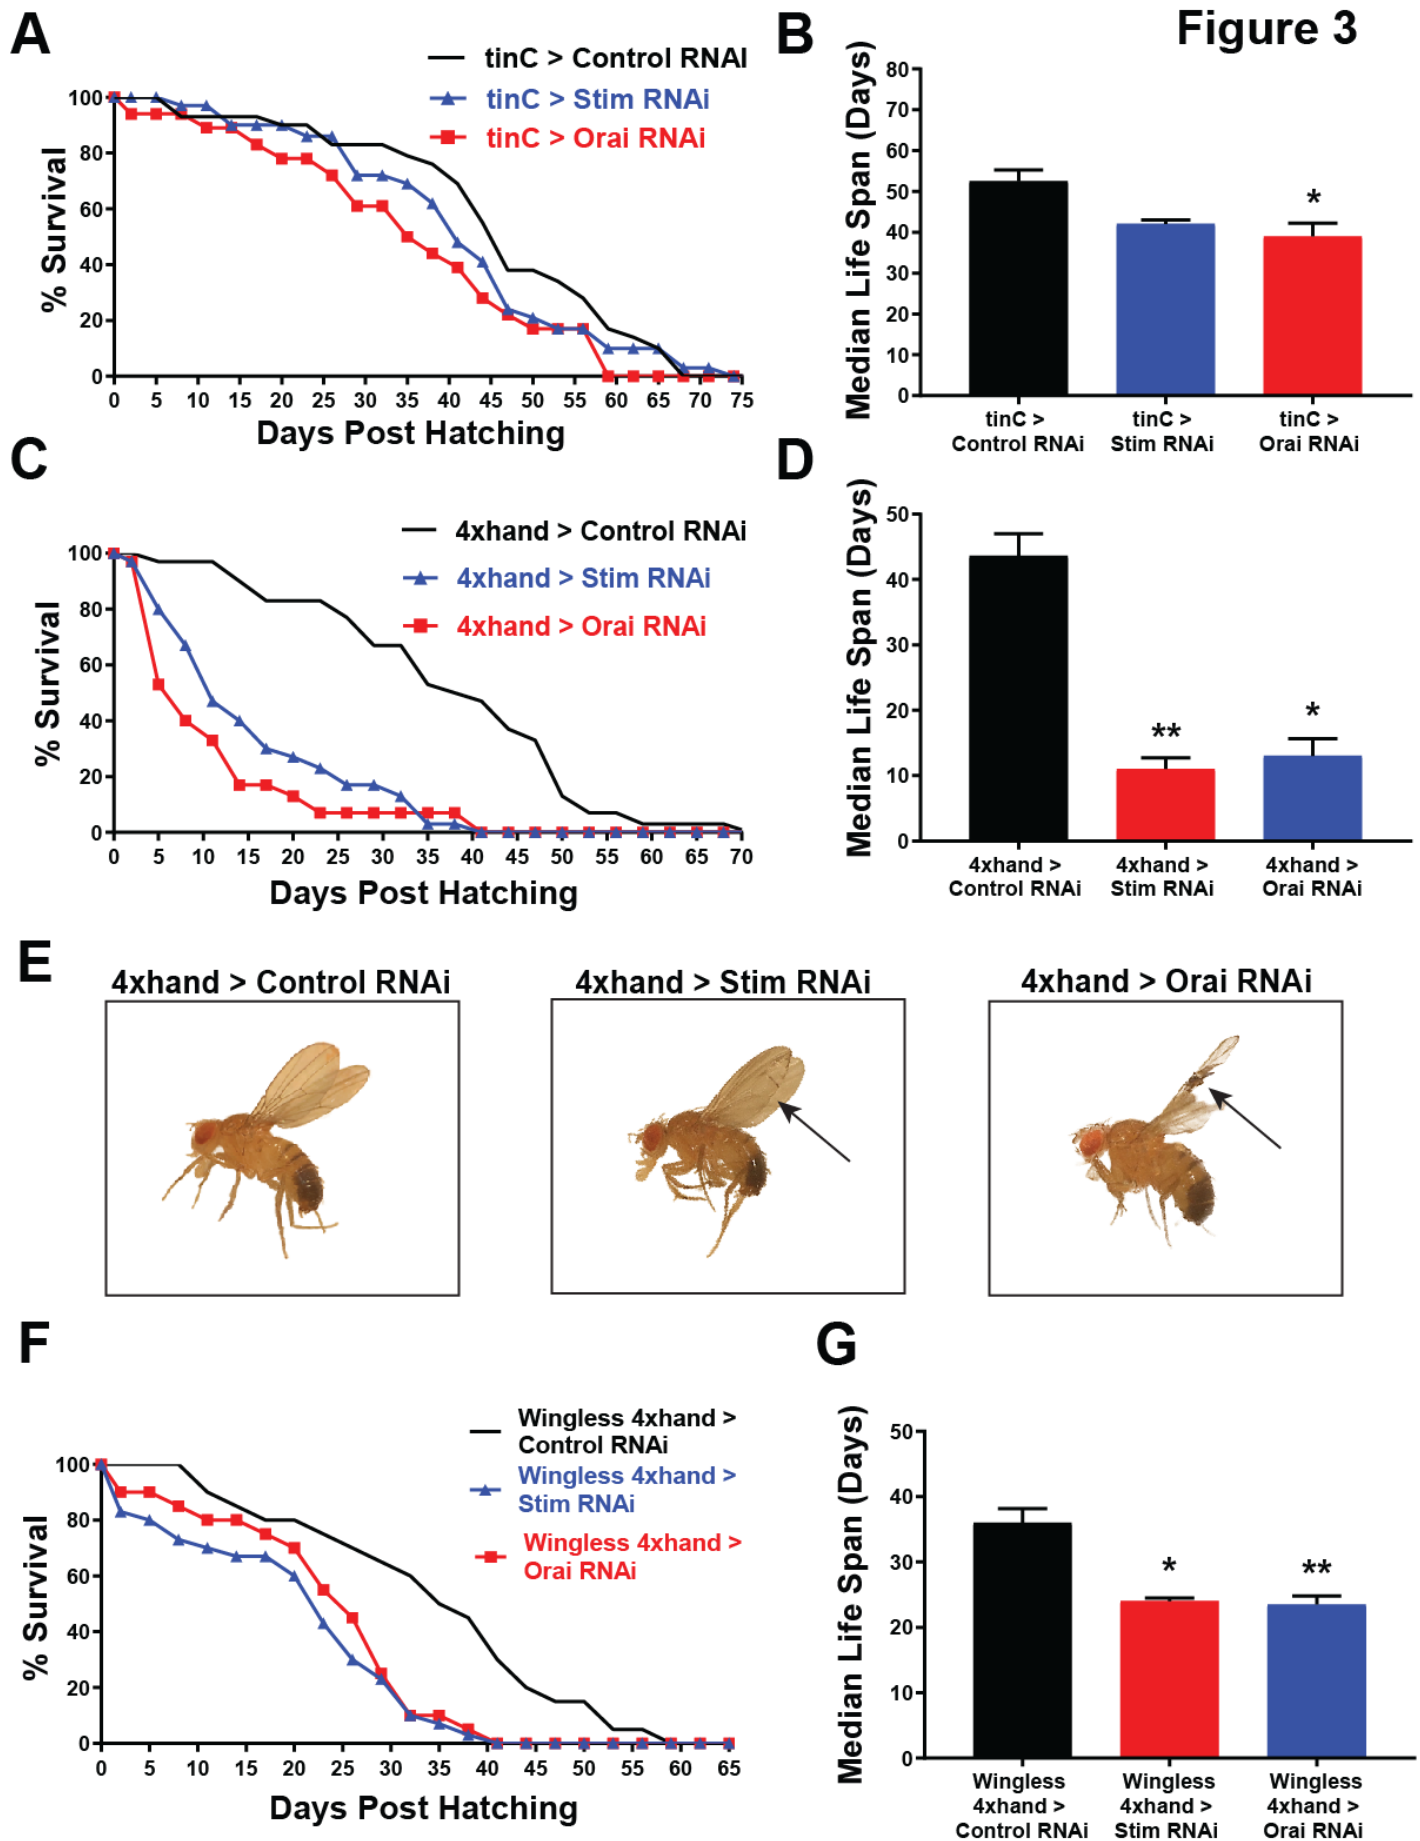 Figure 3
A
tinC > Control RNAI
tinC > Stim RNAi
tinC > Orai RNAi
% Survival
100
80
60
40
20
0
0 5 10 15 20 25 30 35 40 45 50 55 60 65 70 75
Days Post Hatching
B
Median Life Span (Days)
80
70
60
50
40
30
20
10
0
*
tinC >
Control RNAi
tinC >
Stim RNAi
tinC >
Orai RNAi
C
4xhand > Control RNAi
4xhand > Stim RNAi
4xhand > Orai RNAi
% Survival
100
80
60
40
20
0
0 5 10 15 20 25 30 35 40 45 50 55 60 65 70
Days Post Hatching
D
Median Life Span (Days)
50
40
30
20
10
0
**
*
4xhand >
Control RNAi
4xhand >
Stim RNAi
4xhand >
Orai RNAi
E
4xhand > Control RNAi
4xhand > Stim RNAi
4xhand > Orai RNAi
F
Wingless 4xhand >
Control RNAi
Wingless 4xhand >
Stim RNAi
Wingless 4xhand >
Orai RNAi
% Survival
100
80
60
40
20
0
0 5 10 15 20 25 30 35 40 45 50 55 60 65
Days Post Hatching
G
Median Life Span (Days)
50
40
30
20
10
0
*
**
Wingless
4xhand >
Control RNAi
Wingless
4xhand >
Stim RNAi
Wingless
4xhand >
Orai RNAi